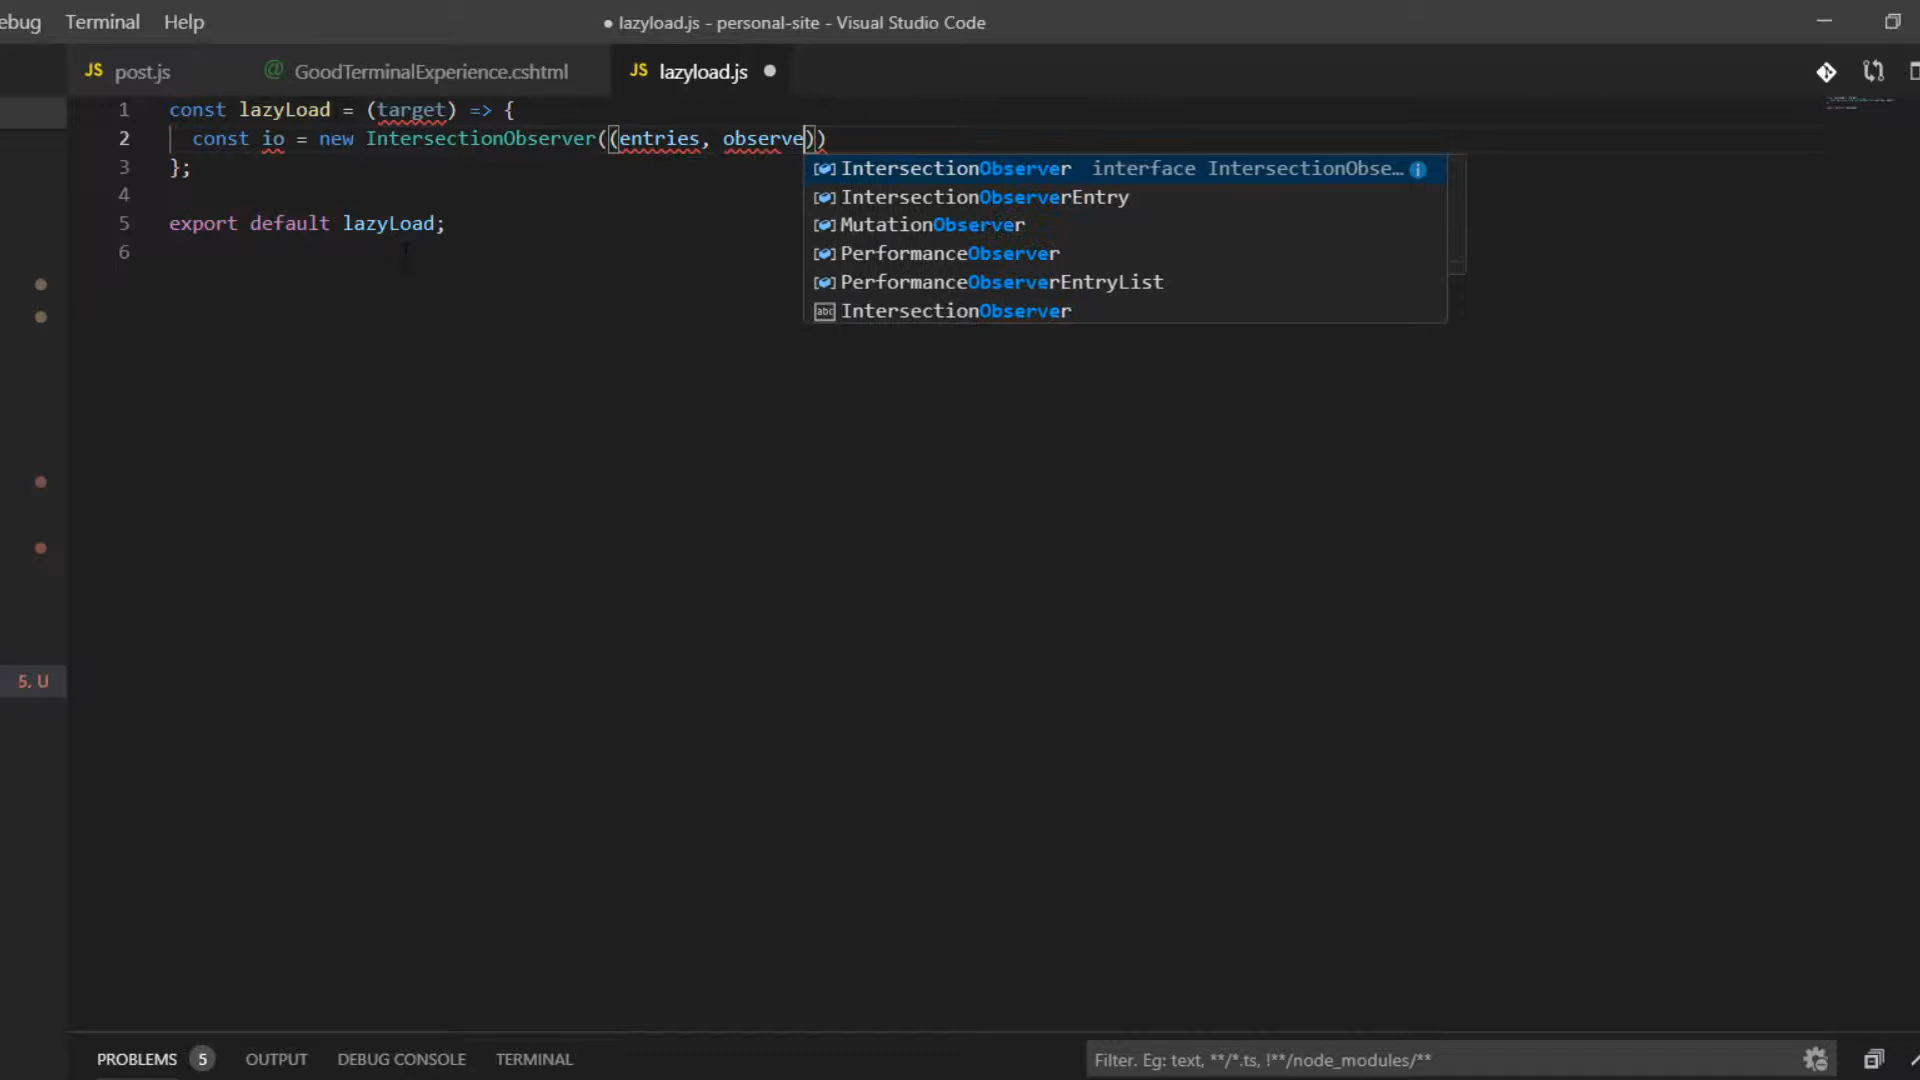 ebug Terminal Help
● lazyload.js - personal-site - Visual Studio Code
JS post.js @ GoodTerminalExperience.cshtml JS lazyload.js ●
1 const lazyLoad = (target) => {
2 const io = new IntersectionObserver((entries, observe))
3 };
4
5 export default lazyLoad;
6
IntersectionObserver interface IntersectionObse…
IntersectionObserverEntry
MutationObserver
PerformanceObserver
PerformanceObserverEntryList
abc IntersectionObserver
5, U
PROBLEMS 5 OUTPUT DEBUG CONSOLE TERMINAL
Filter. Eg: text, **/*.ts, !**/node_modules/**